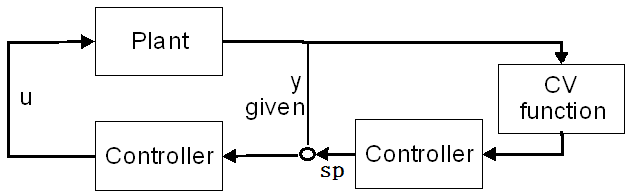 Plant
y
given
u
CV
function
Controller
sp
Controller